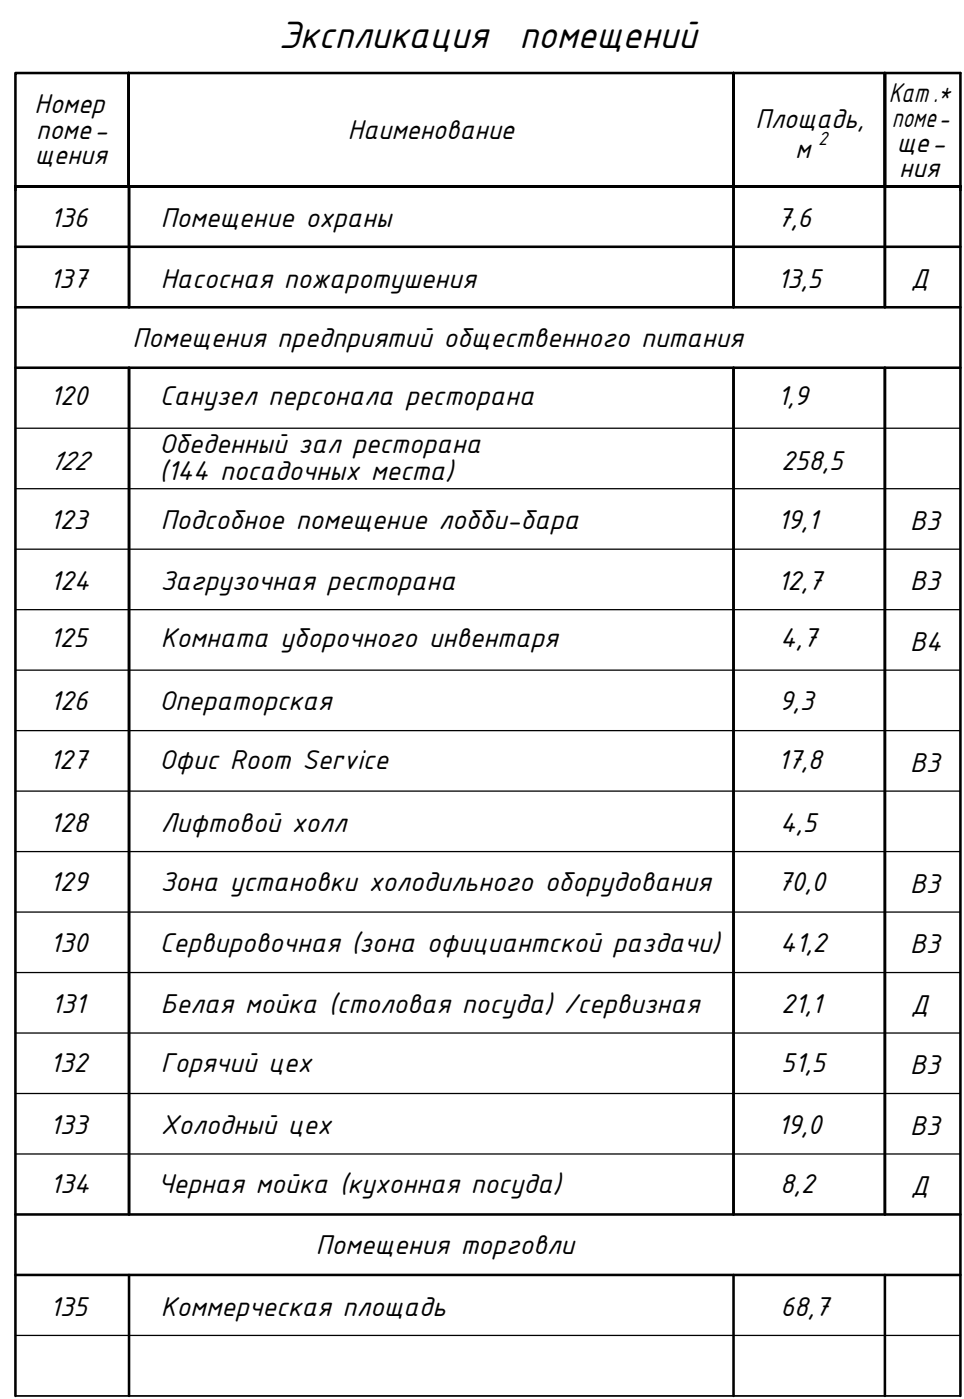 Экспликация помещений
Номер поме- щения Наименование Площадь, м 2 Кат.* поме- ще- ния
136 Помещение охраны 7,6
137 Насосная пожаротушения 13,5 Д
Помещения предприятий общественного питания
120 Санузел персонала ресторана 1,9
122 Обеденный зал ресторана (144 посадочных места) 258,5
123 Подсобное помещение лобби-бара 19,1 В3
124 Загрузочная ресторана 12,7 В3
125 Комната уборочного инвентаря 4,7 В4
126 Операторская 9,3
127 Офис Room Service 17,8 В3
128 Лифтовой холл 4,5
129 Зона установки холодильного оборудования 70,0 В3
130 Сервировочная (зона официантской раздачи) 41,2 В3
131 Белая мойка (столовая посуда) /сервизная 21,1 Д
132 Горячий цех 51,5 В3
133 Холодный цех 19,0 В3
134 Черная мойка (кухонная посуда) 8,2 Д
Помещения торговли
135 Коммерческая площадь 68,7